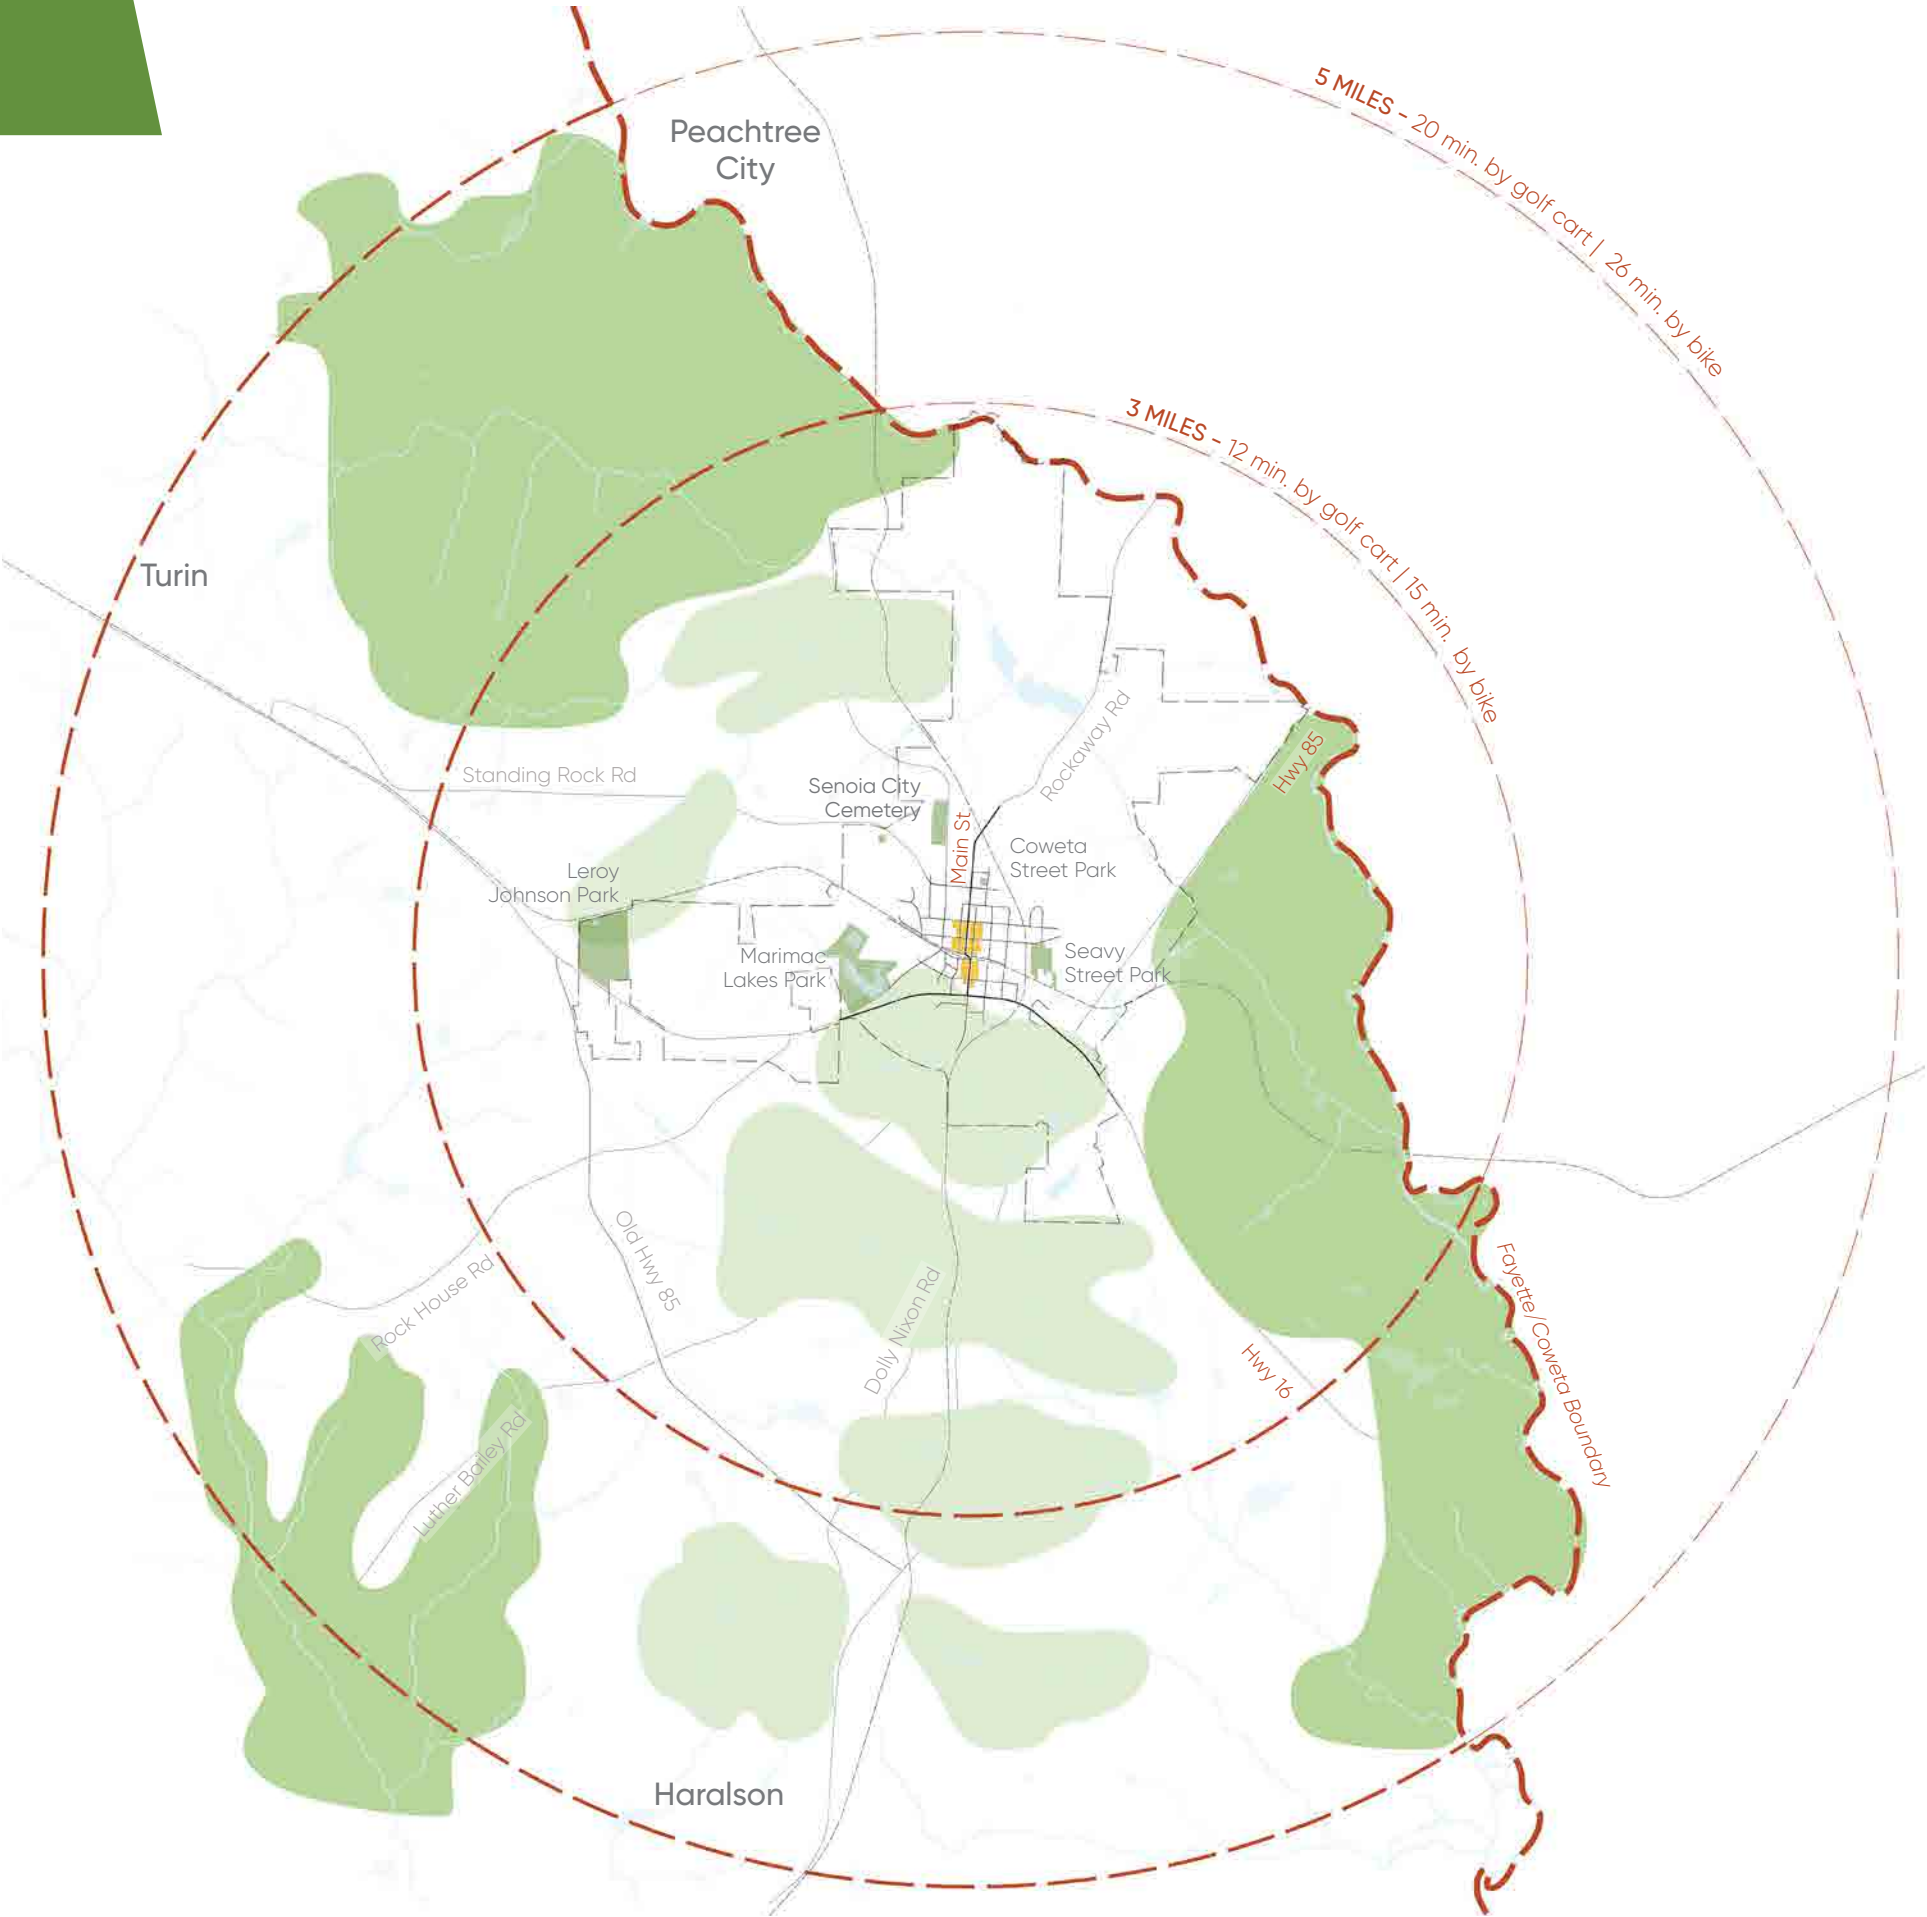 5 MILES - 20 min. by golf cart | 26 min. by bike
Peachtree
City
3 MILES - 12 min. by golf cart | 15 min. by bike
Turin
Rockaway Rd
Hwy 85
Standing Rock Rd
Senoia City
Cemetery
Main St
Coweta
Street Park
Leroy
Johnson Park
Marimac
Lakes Park
Seavy
Street Park
Old Hwy 85
Rock House Rd
Dolly Nixon Rd
Hwy 16
Fayette/Coweta Boundary
Luther Bailey Rd
Haralson